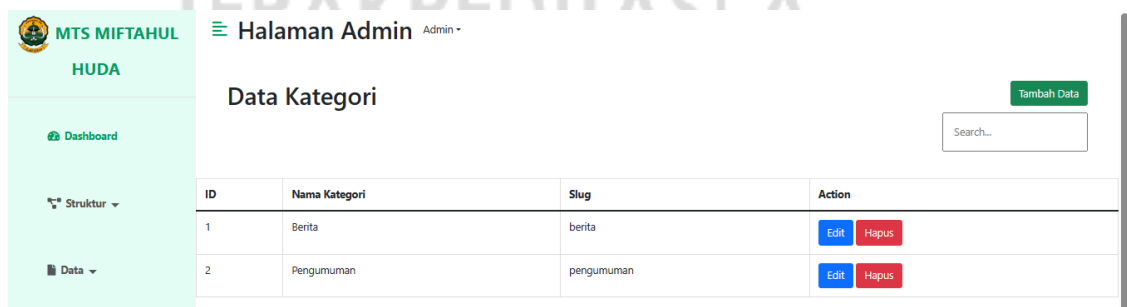 TERAKREDITASI A
MTS MIFTAHUL
HUDA
Halaman Admin Admin
Data Kategori
Tambah Data
Search...
Dashboard
Struktur
Data
ID Nama Kategori Slug Action
1 Berita berita Edit Hapus
2 Pengumuman pengumuman Edit Hapus